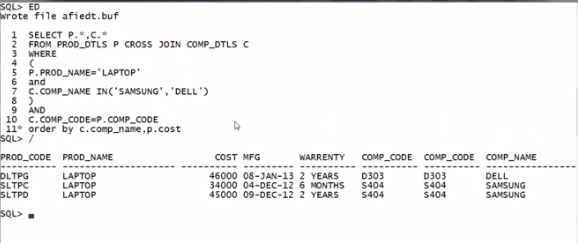 SQL> ED
Wrote file afiedt.buf
1 SELECT P.*,C.*
2 FROM PROD_DTLS P CROSS JOIN COMP_DTLS C
3 WHERE
4 (
5 P.PROD_NAME='LAPTOP'
6 and
7 C.COMP_NAME IN('SAMSUNG','DELL')
8 )
9 AND
10 C.COMP_CODE=P.COMP_CODE
11* order by c.comp_name,p.cost
SQL> /
PROD_CODE PROD_NAME COST MFG WARRENTY COMP_CODE COMP_CODE COMP_NAME
--------- -------------------- ---------- --------- ---------- ---------- ---------- --------------------
DLTPG LAPTOP 46000 08-JAN-13 2 YEARS D303 D303 DELL
SLTPC LAPTOP 34000 04-DEC-12 6 MONTHS S404 S404 SAMSUNG
SLTPD LAPTOP 45000 09-DEC-12 2 YEARS S404 S404 SAMSUNG
SQL>